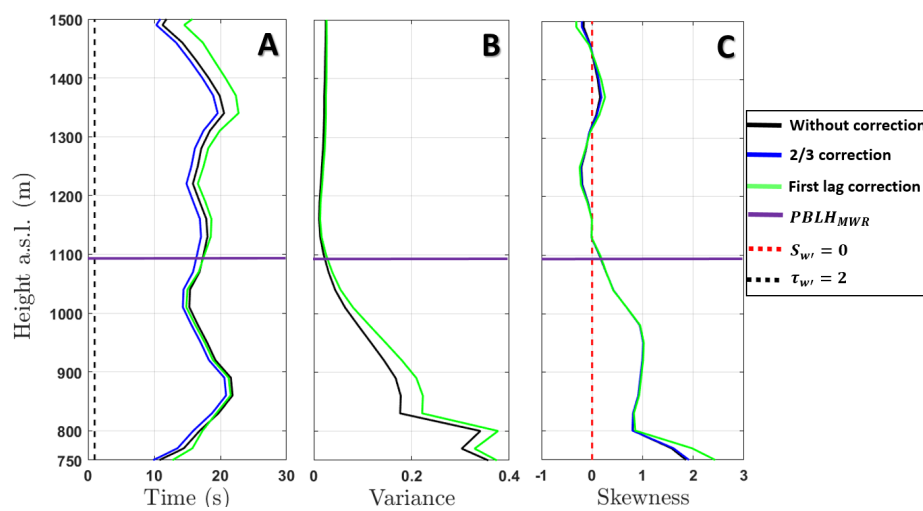 1500
1400
1300
1200
1100
1000
900
800
750
Height a.s.l. (m)
A
0 10 20 30
Time (s)
B
0 0.2 0.4
Variance
C
-1 0 1 2 3
Skewness
Without correction
2/3 correction
First lag correction
PBLH_MWR
S_w' = 0
τ_w' = 2